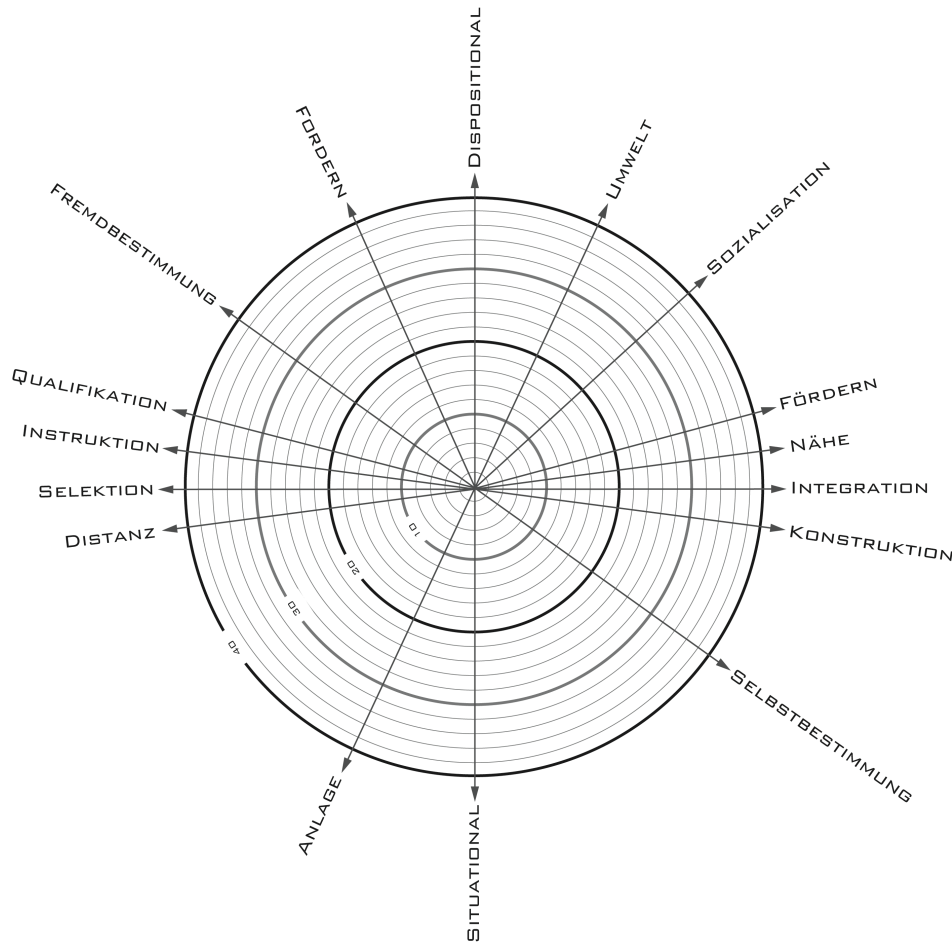 Dispositional
Umwelt
Sozialisation
Fördern
Nähe
Integration
Konstruktion
Selbstbestimmung
Situational
Anlage
Distanz
Selektion
Instruktion
Qualifikation
Fremdbestimmung
Fordern
10
20
30
40